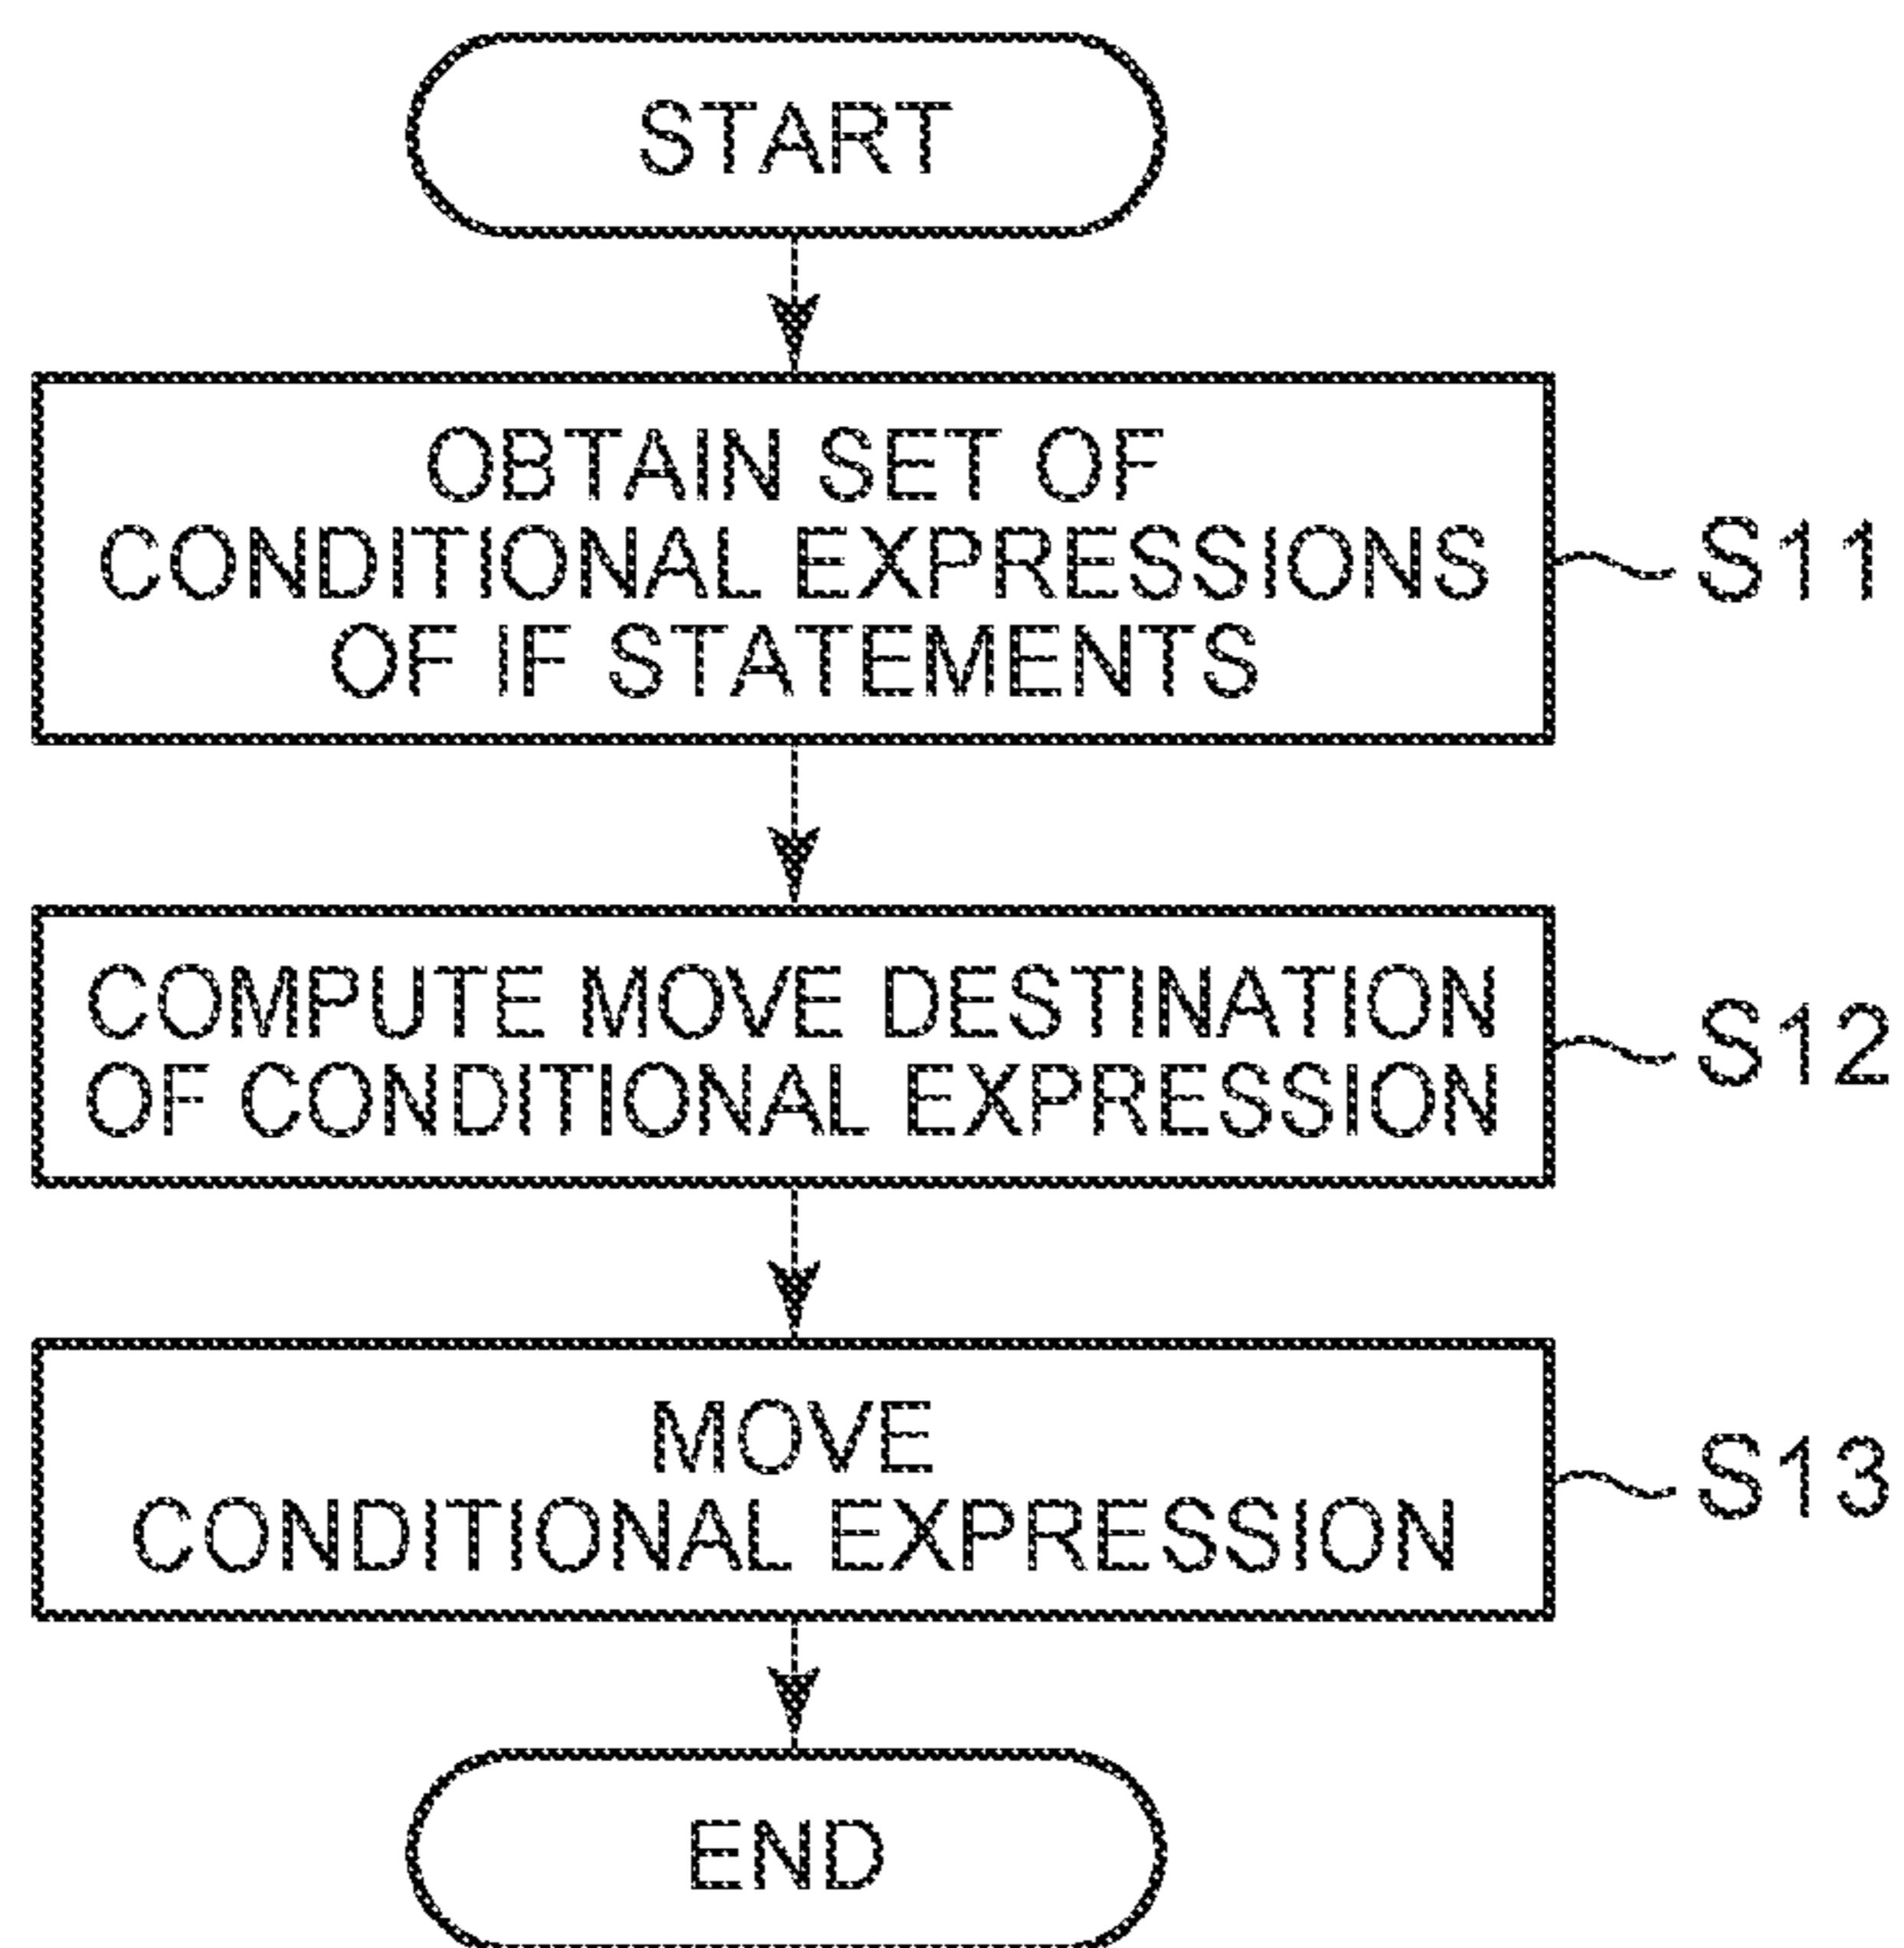 START
OBTAIN SET OF
CONDITIONAL EXPRESSIONS
OF IF STATEMENTS
S11
COMPUTE MOVE DESTINATION
OF CONDITIONAL EXPRESSION
S12
MOVE
CONDITIONAL EXPRESSION
S13
END